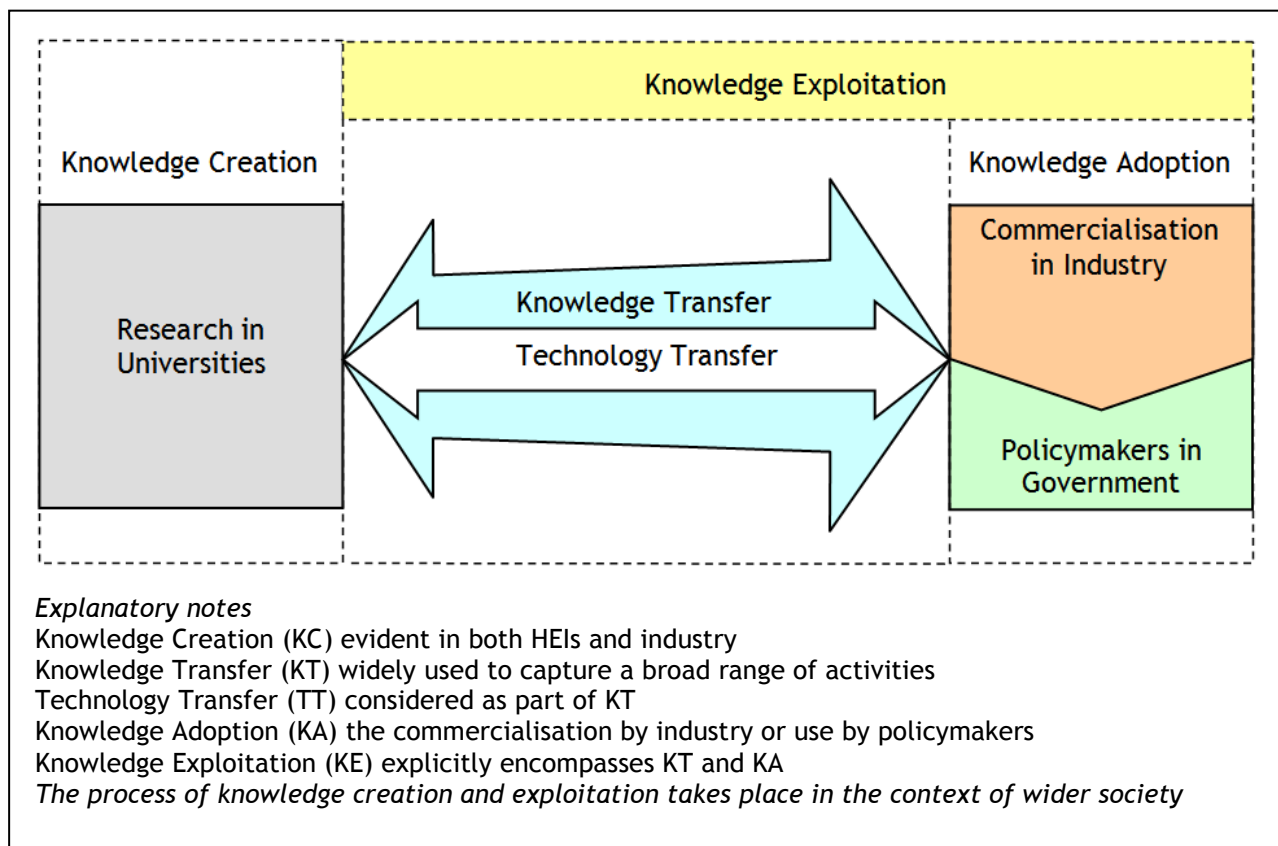 Knowledge Exploitation
Knowledge Creation
Knowledge Adoption
Research in
Universities
Knowledge Transfer
Technology Transfer
Commercialisation
in Industry
Policymakers in
Government
Explanatory notes
Knowledge Creation (KC) evident in both HEIs and industry
Knowledge Transfer (KT) widely used to capture a broad range of activities
Technology Transfer (TT) considered as part of KT
Knowledge Adoption (KA) the commercialisation by industry or use by policymakers
Knowledge Exploitation (KE) explicitly encompasses KT and KA
The process of knowledge creation and exploitation takes place in the context of wider society